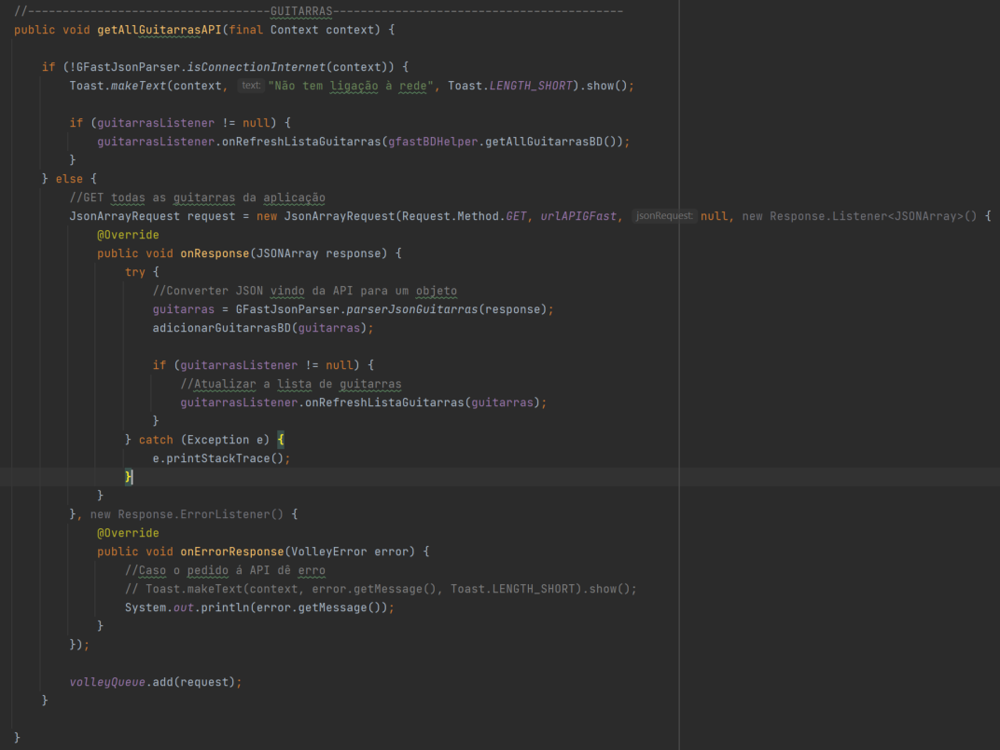 //-----------------------------------GUITARRAS------------------------------------------
public void getAllGuitarrasAPI(final Context context) {
if (!GFastJsonParser.isConnectionInternet(context)) {
Toast.makeText(context, text: "Não tem ligação à rede", Toast.LENGTH_SHORT).show();
if (guitarrasListener != null) {
guitarrasListener.onRefreshListaGuitarras(gfastBDHelper.getAllGuitarrasBD());
}
} else {
//GET todas as guitarras da aplicação
JsonArrayRequest request = new JsonArrayRequest(Request.Method.GET, urlAPIGFast, jsonRequest: null, new Response.Listener<JSONArray>() {
@Override
public void onResponse(JSONArray response) {
try {
//Converter JSON vindo da API para um objeto
guitarras = GFastJsonParser.parserJsonGuitarras(response);
adicionarGuitarrasBD(guitarras);
if (guitarrasListener != null) {
//Atualizar a lista de guitarras
guitarrasListener.onRefreshListaGuitarras(guitarras);
}
} catch (Exception e) {
e.printStackTrace();
}
}
}, new Response.ErrorListener() {
@Override
public void onErrorResponse(VolleyError error) {
//Caso o pedido á API dê erro
// Toast.makeText(context, error.getMessage(), Toast.LENGTH_SHORT).show();
System.out.println(error.getMessage());
}
});
volleyQueue.add(request);
}
}